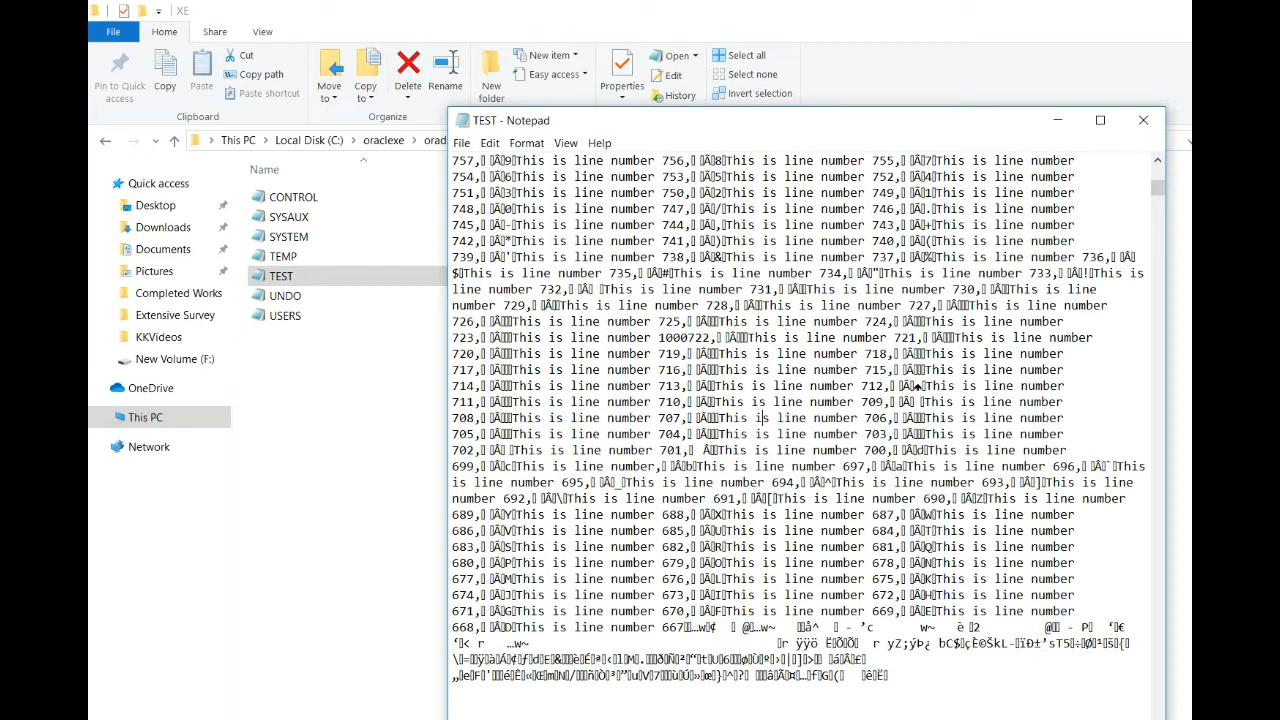 XE
File Home Share View
Pin to Quick access
Copy
Paste
Cut
Copy path
Paste shortcut
Clipboard
Move to
Copy to
Delete
Rename
Organize
New folder
New item
Easy access
Properties
Open
Edit
History
Select all
Select none
Invert selection
This PC › Local Disk (C:) › oraclexe › orad
Quick access
Desktop
Downloads
Documents
Pictures
Completed Works
Extensive Survey
KKVideos
New Volume (F:)
OneDrive
This PC
Network
Name
CONTROL
SYSAUX
SYSTEM
TEMP
TEST
UNDO
USERS
TEST - Notepad
File Edit Format View Help
757, 9 This is line number 756, 8 This is line number 755, 7 This is line number
754, 6 This is line number 753, 5 This is line number 752, 4 This is line number
751, 3 This is line number 750, 2 This is line number 749, 1 This is line number
748, 0 This is line number 747, / This is line number 746, . This is line number
745, - This is line number 744, , This is line number 743, + This is line number
742, * This is line number 741, ) This is line number 740, ( This is line number
739, ' This is line number 738, & This is line number 737, % This is line number 736,
$ This is line number 735, # This is line number 734, " This is line number 733, ! This is
line number 732, This is line number 731, This is line number 730, This is line
number 729, This is line number 728, This is line number 727, This is line number
726, This is line number 725, This is line number 724, This is line number
723, This is line number 1000722, This is line number 721, This is line number
720, This is line number 719, This is line number 718, This is line number
717, This is line number 716, This is line number 715, This is line number
714, This is line number 713, This is line number 712, This is line number
711, This is line number 710, This is line number 709, This is line number
708, This is line number 707, This is line number 706, This is line number
705, This is line number 704, This is line number 703, This is line number
702, This is line number 701, This is line number 700, d This is line number
699, c This is line number, b This is line number 697, a This is line number 696, ` This
is line number 695, _ This is line number 694, ^ This is line number 693, ] This is line
number 692, \ This is line number 691, [ This is line number 690, Z This is line number
689, Y This is line number 688, X This is line number 687, W This is line number
686, V This is line number 685, U This is line number 684, T This is line number
683, S This is line number 682, R This is line number 681, Q This is line number
680, P This is line number 679, O This is line number 678, N This is line number
677, M This is line number 676, L This is line number 675, K This is line number
674, J This is line number 673, I This is line number 672, H This is line number
671, G This is line number 670, F This is line number 669, E This is line number
668, D This is line number 667